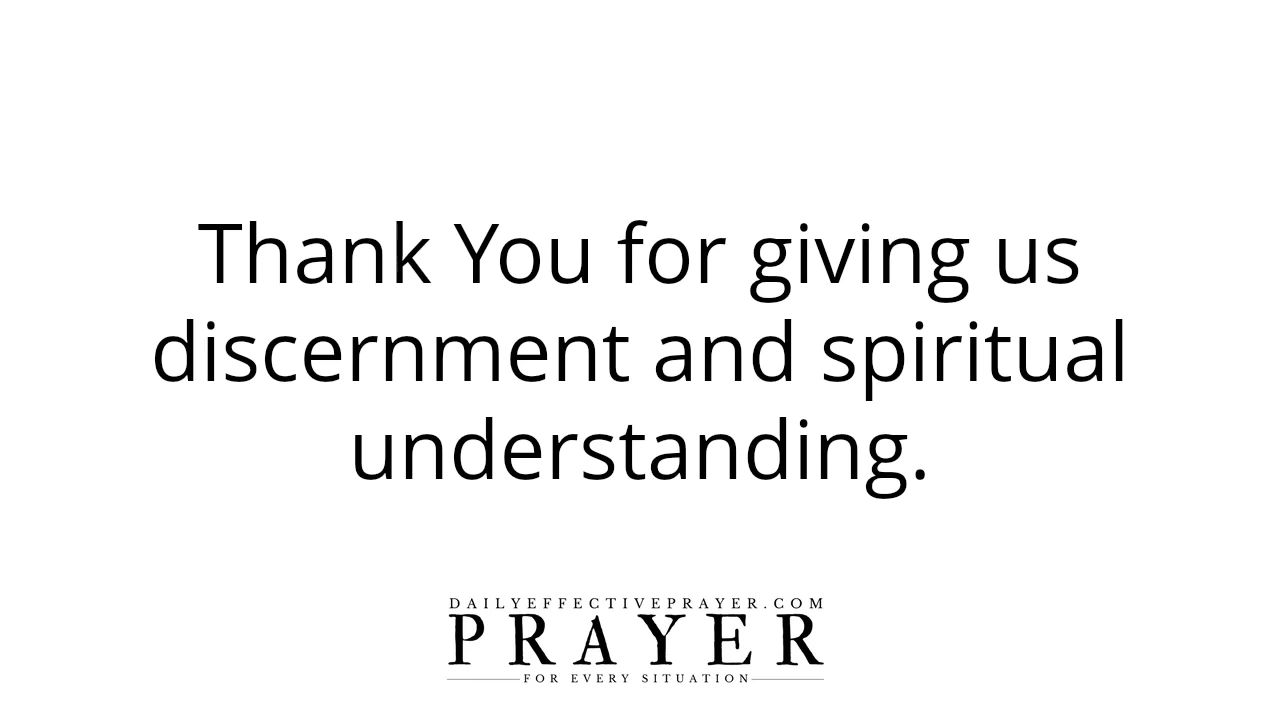 Thank You for giving us
discernment and spiritual
understanding.
DAILYEFFECTIVEPRAYER.COM
PRAYER
FOR EVERY SITUATION